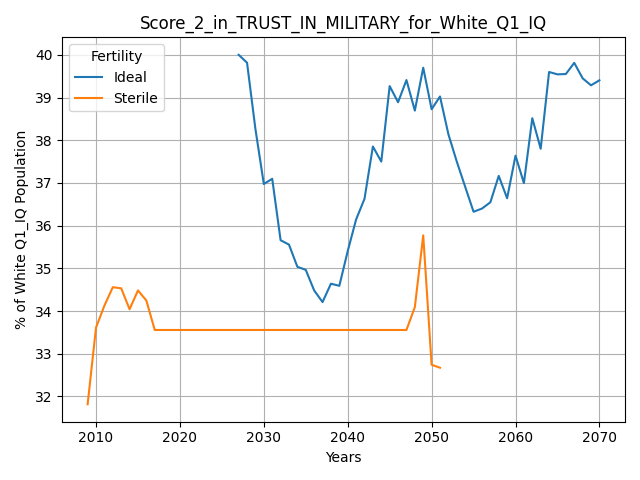 Score_2_in_TRUST_IN_MILITARY_for_White_Q1_IQ
Fertility
Ideal
Sterile
% of White Q1_IQ Population
40
39
38
37
36
35
34
33
32
2010
2020
2030
2040
2050
2060
2070
Years